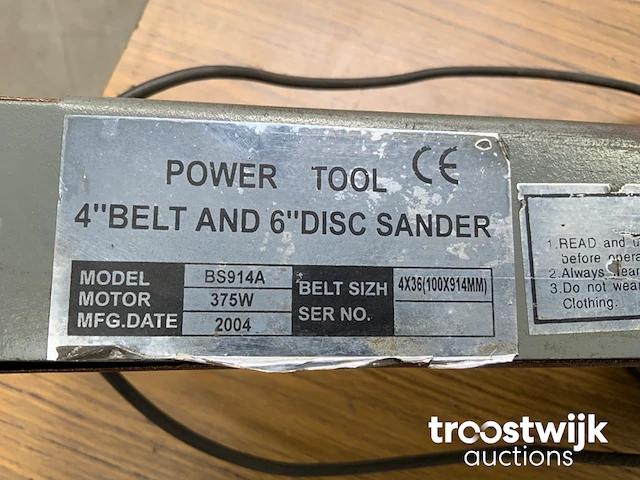 POWER TOOL CE
4"BELT AND 6"DISC SANDER
MODEL BS914A BELT SIZH 4X36(100X914MM)
MOTOR 375W SER NO.
MFG.DATE 2004
1.READ and
before opera
2.Always
3.Do not wea
Clothing.
troostwijk
auctions